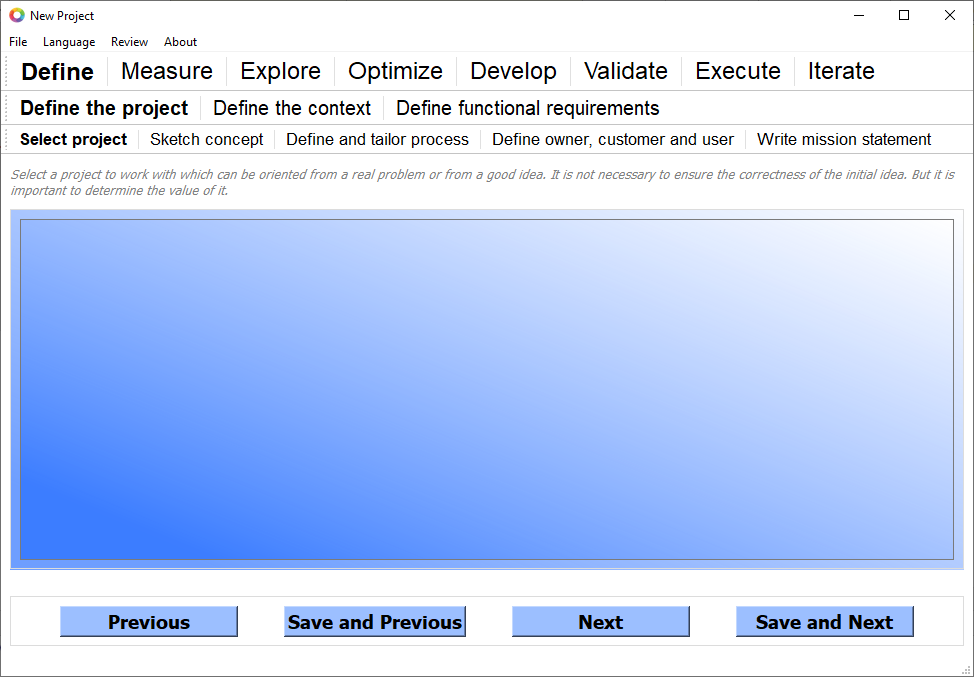 New Project
File Language Review About
Define Measure Explore Optimize Develop Validate Execute Iterate
Define the project Define the context Define functional requirements
Select project Sketch concept Define and tailor process Define owner, customer and user Write mission statement
Select a project to work with which can be oriented from a real problem or from a good idea. It is not necessary to ensure the correctness of the initial idea. But it is
important to determine the value of it.
Previous Save and Previous Next Save and Next